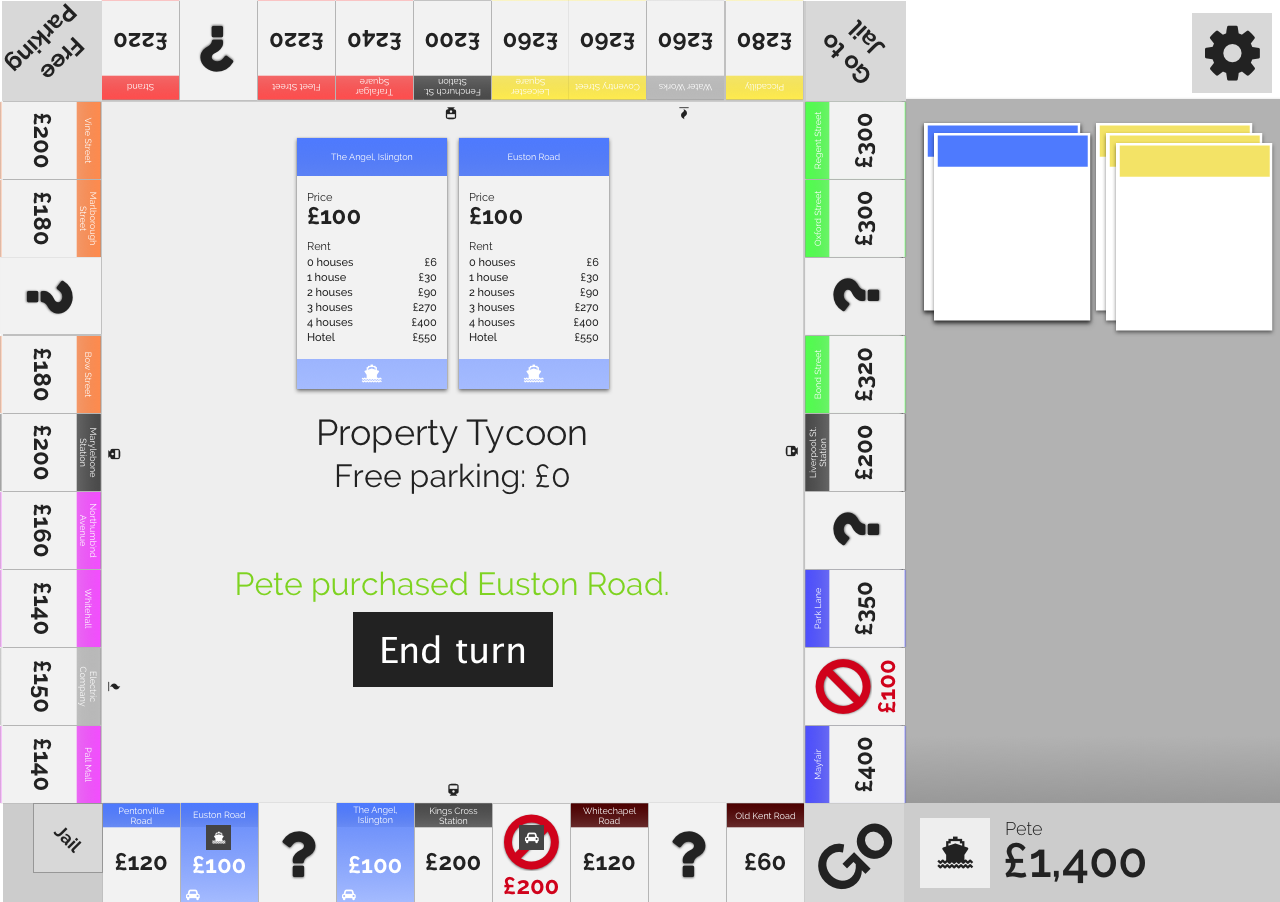 Free
Parking
£220
Strand
?
£220
Fleet Street
£240
Trafalgar
Square
£200
Fenchurch St.
Station
£260
Leicester
Square
£260
Coventry Street
£260
Water Works
£280
Piccadilly
Go to
Jail
£200
Vine Street
£180
Marlborough
Street
?
£180
Bow Street
£200
Marylebone
Station
£160
Northumbnd
Avenue
£140
Whitehall
£150
Electric
Company
£140
Pall Mall
The Angel, Islington
Price
£100
Rent
0 houses £6
1 house £30
2 houses £90
3 houses £270
4 houses £400
Hotel £550
Euston Road
Price
£100
Rent
0 houses £6
1 house £30
2 houses £90
3 houses £270
4 houses £400
Hotel £550
Property Tycoon
Free parking: £0
Pete purchased Euston Road.
End turn
Regent Street
£300
Oxford Street
£300
?
Bond Street
£320
Liverpool St.
Station
£200
?
Park Lane
£350
£100
Mayfair
£400
Jail
Pentonville
Road
£120
Euston Road
£100
?
The Angel,
Islington
£100
Kings Cross
Station
£200
£200
Whitechapel
Road
£120
?
Old Kent Road
£60
Go
Pete
£1,400